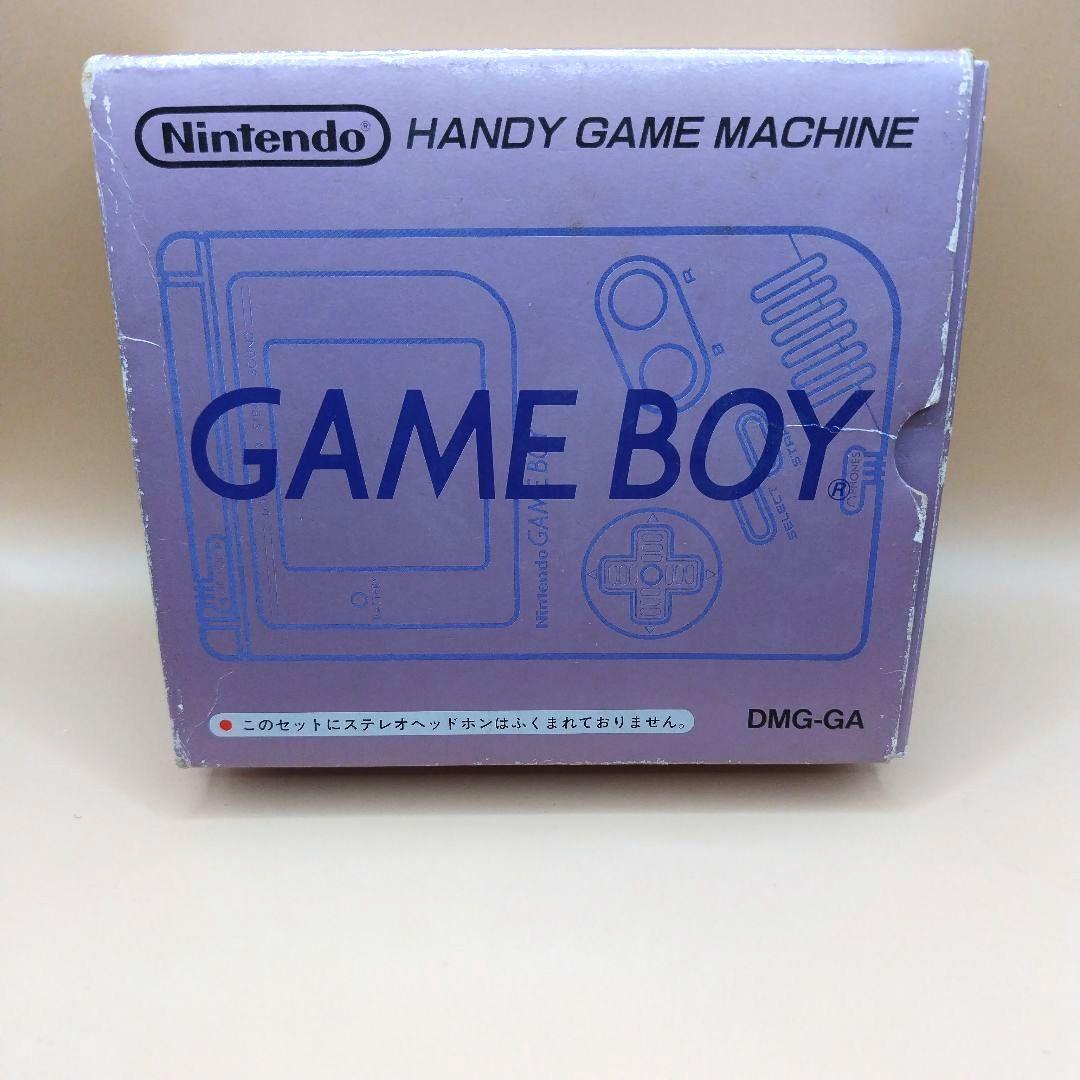 Nintendo® HANDY GAME MACHINE
GAME BOY®
A
B
SELECT
PHONES
BATTERY
Nintendo GAME BOY
● このセットにステレオヘッドホンはふくまれておりません。
DMG-GA